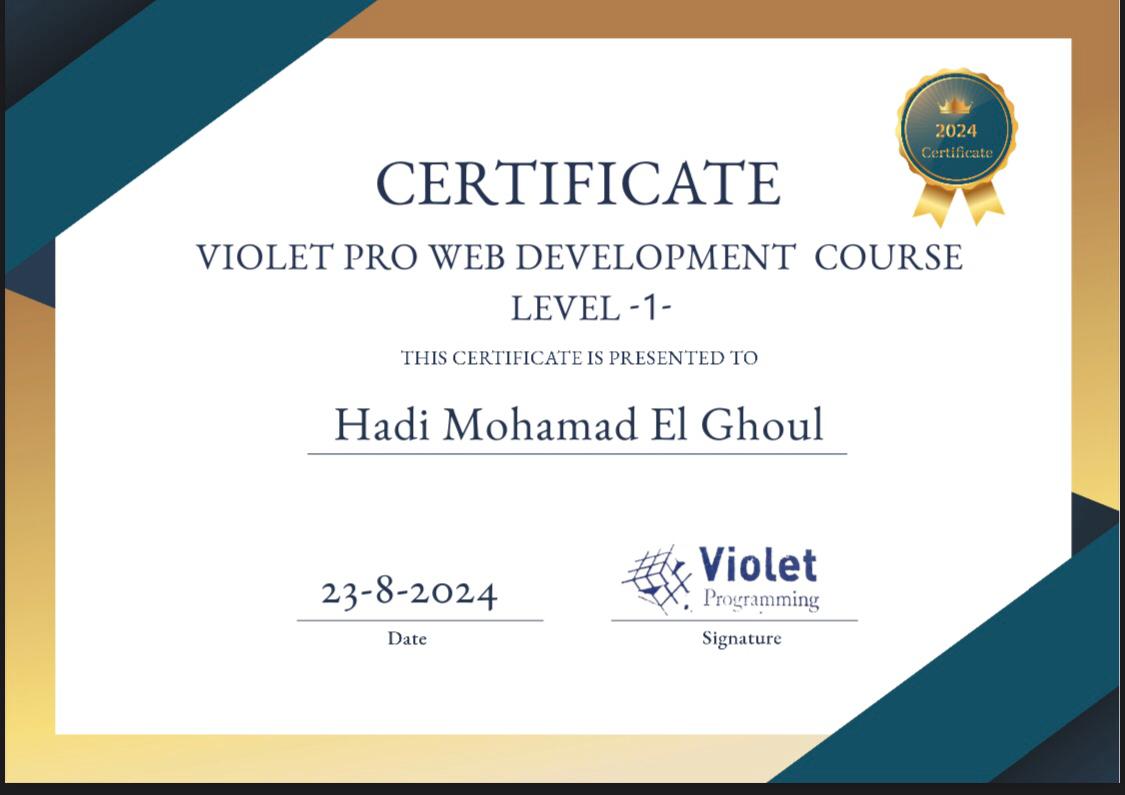 2024
Certificate
CERTIFICATE
VIOLET PRO WEB DEVELOPMENT COURSE
LEVEL -1-
THIS CERTIFICATE IS PRESENTED TO
Hadi Mohamad El Ghoul
23-8-2024
Date
Violet
Programming
Signature